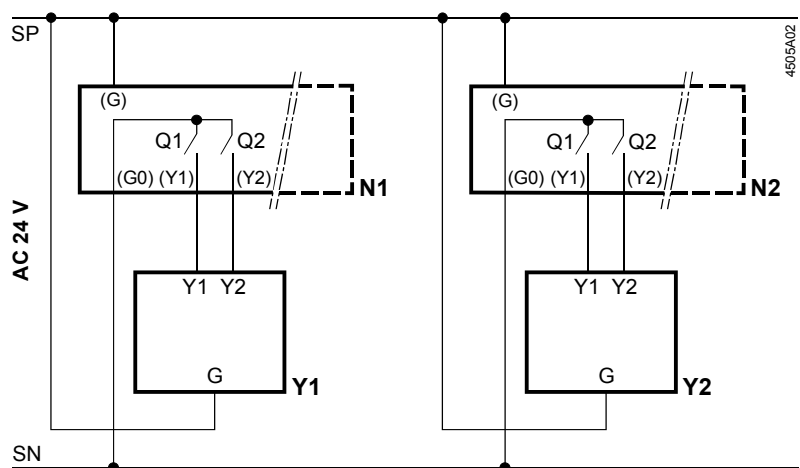 SP
4505A02
(G)
(G)
Q1 Q2
Q1 Q2
(G0) (Y1) (Y2) N1
(G0) (Y1) (Y2) N2
AC 24 V
Y1 Y2
Y1 Y2
G Y1
G Y2
SN